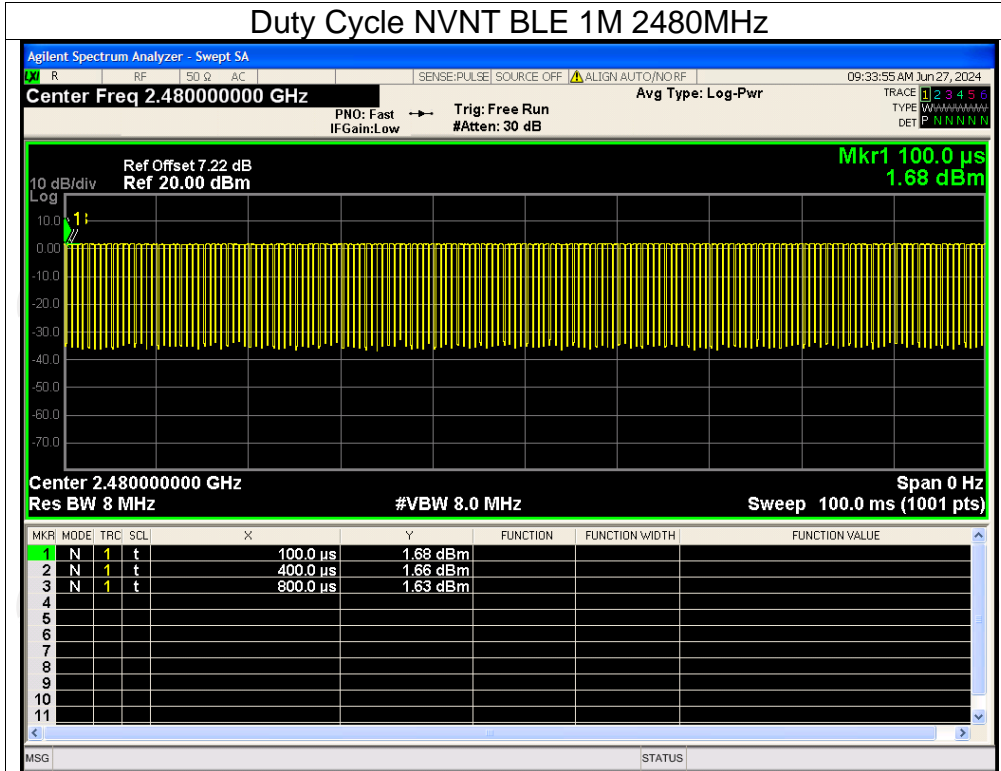 Duty Cycle NVNT BLE 1M 2480MHz
Agilent Spectrum Analyzer - Swept SA
LXI R RF 50 Ω AC SENSE:PULSE SOURCE OFF ALIGN AUTO/NO RF 09:33:55 AM Jun 27, 2024
Center Freq 2.480000000 GHz Avg Type: Log-Pwr TRACE 1 2 3 4 5 6
PNO: Fast Trig: Free Run TYPE WWWWWW
IFGain:Low #Atten: 30 dB DET P N N N N N
Mkr1 100.0 µs
Ref Offset 7.22 dB
10 dB/div Ref 20.00 dBm 1.68 dBm
Log
10.0
1
3
0.00
-10.0
-20.0
-30.0
-40.0
-50.0
-60.0
-70.0
Center 2.480000000 GHz Span 0 Hz
Res BW 8 MHz #VBW 8.0 MHz Sweep 100.0 ms (1001 pts)
MKR MODE TRC SCL X Y FUNCTION FUNCTION WIDTH FUNCTION VALUE
1 N 1 t 100.0 µs 1.68 dBm
2 N 1 t 400.0 µs 1.66 dBm
3 N 1 t 800.0 µs 1.63 dBm
4
5
6
7
8
9
10
11
MSG STATUS